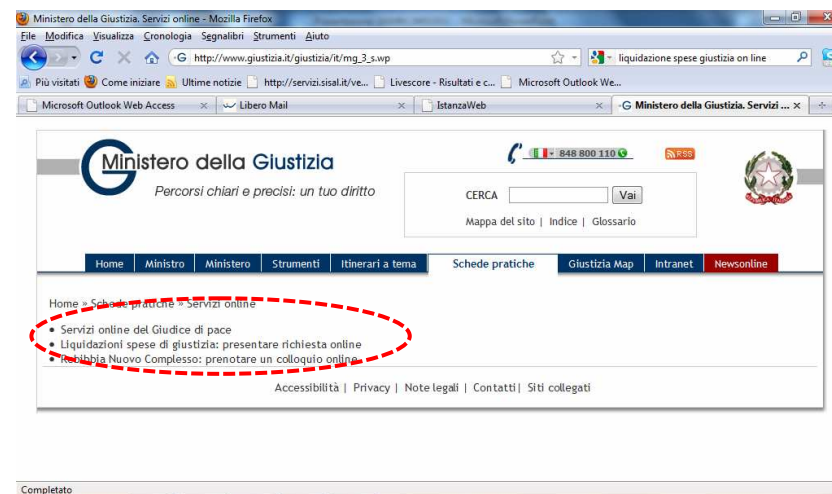 Ministero della Giustizia. Servizi online - Mozilla Firefox
File Modifica Visualizza Cronologia Segnalibri Strumenti Aiuto
G http://www.giustizia.it/giustizia/it/mg_3_s.wp liquidazione spese giustizia on line
Più visitati Come iniziare Ultime notizie http://servizi.sisal.it/ve... Livescore - Risultati e c... Microsoft Outlook We...
Microsoft Outlook Web Access Libero Mail IstanzaWeb G Ministero della Giustizia. Servizi ...
Ministero della Giustizia
848 800 110 RSS
Percorsi chiari e precisi: un tuo diritto
CERCA Vai
Mappa del sito | Indice | Glossario
Home Ministro Ministero Strumenti Itinerari a tema Schede pratiche Giustizia Map Intranet Newsonline
Home » Schede pratiche » Servizi online
• Servizi online del Giudice di pace
• Liquidazioni spese di giustizia: presentare richiesta online
• Rebibbia Nuovo Complesso: prenotare un colloquio online
Accessibilità | Privacy | Note legali | Contatti | Siti collegati
Completato